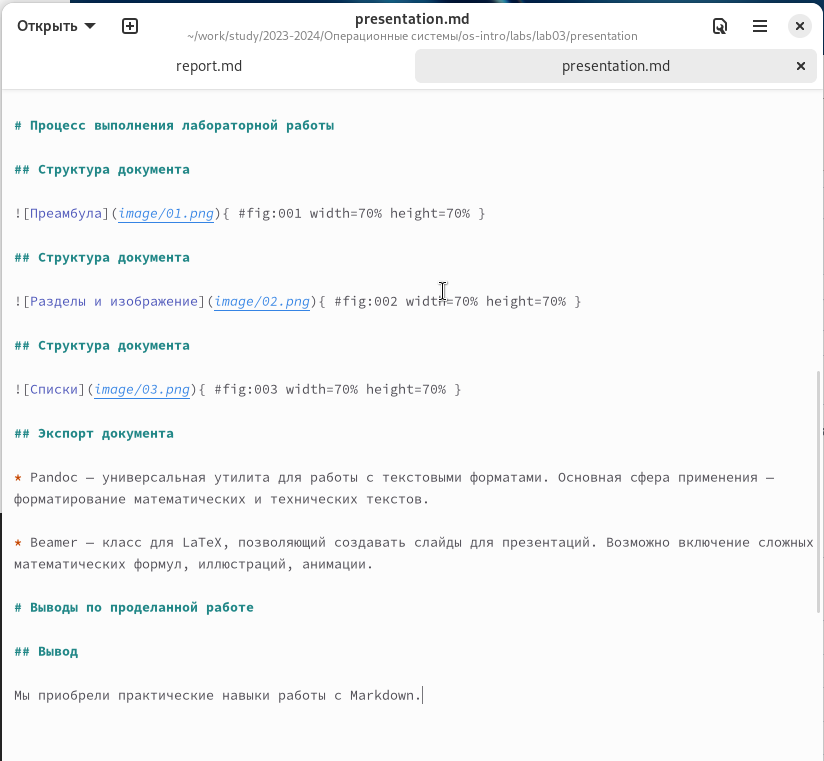 Открыть
presentation.md
~/work/study/2023-2024/Операционные системы/os-intro/labs/lab03/presentation
report.md
presentation.md
# Процесс выполнения лабораторной работы
## Структура документа
![Преамбула](image/01.png){ #fig:001 width=70% height=70% }
## Структура документа
![Разделы и изображение](image/02.png){ #fig:002 width=70% height=70% }
## Структура документа
![Списки](image/03.png){ #fig:003 width=70% height=70% }
## Экспорт документа
* Pandoc — универсальная утилита для работы с текстовыми форматами. Основная сфера применения —
форматирование математических и технических текстов.
* Beamer — класс для LaTeX, позволяющий создавать слайды для презентаций. Возможно включение сложных
математических формул, иллюстраций, анимации.
# Выводы по проделанной работе
## Вывод
Мы приобрели практические навыки работы с Markdown.